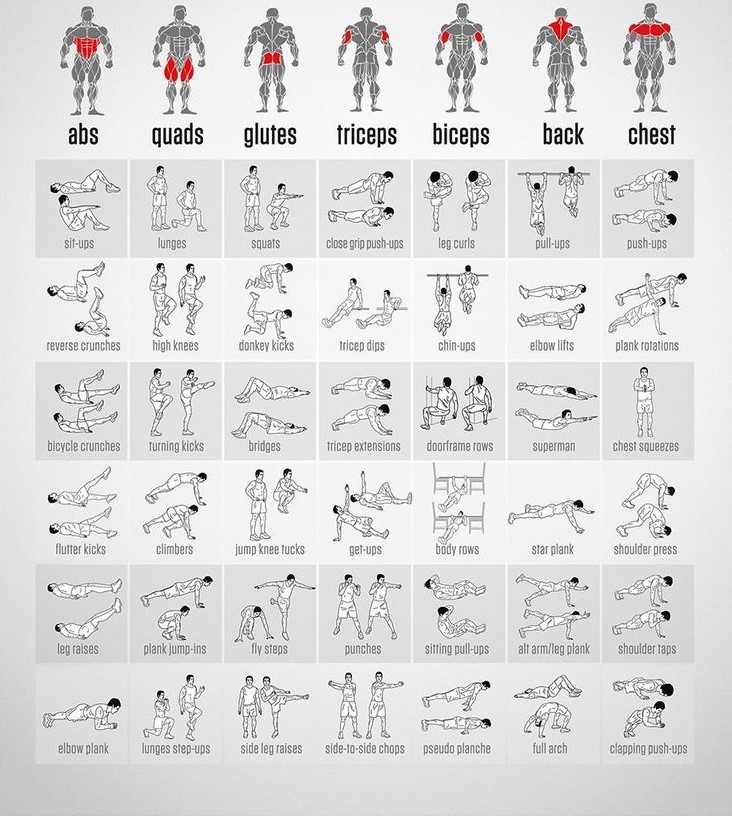 abs quads glutes triceps biceps back chest
sit-ups lunges squats close grip push-ups leg curls pull-ups push-ups
reverse crunches high knees donkey kicks tricep dips chin-ups elbow lifts plank rotations
bicycle crunches turning kicks bridges tricep extensions doorframe rows superman chest squeezes
flutter kicks climbers jump knee tucks get-ups body rows star plank shoulder press
leg raises plank jump-ins fly steps punches sitting pull-ups alt arm/leg plank shoulder taps
elbow plank lunges step-ups side leg raises side-to-side chops pseudo planche full arch clapping push-ups